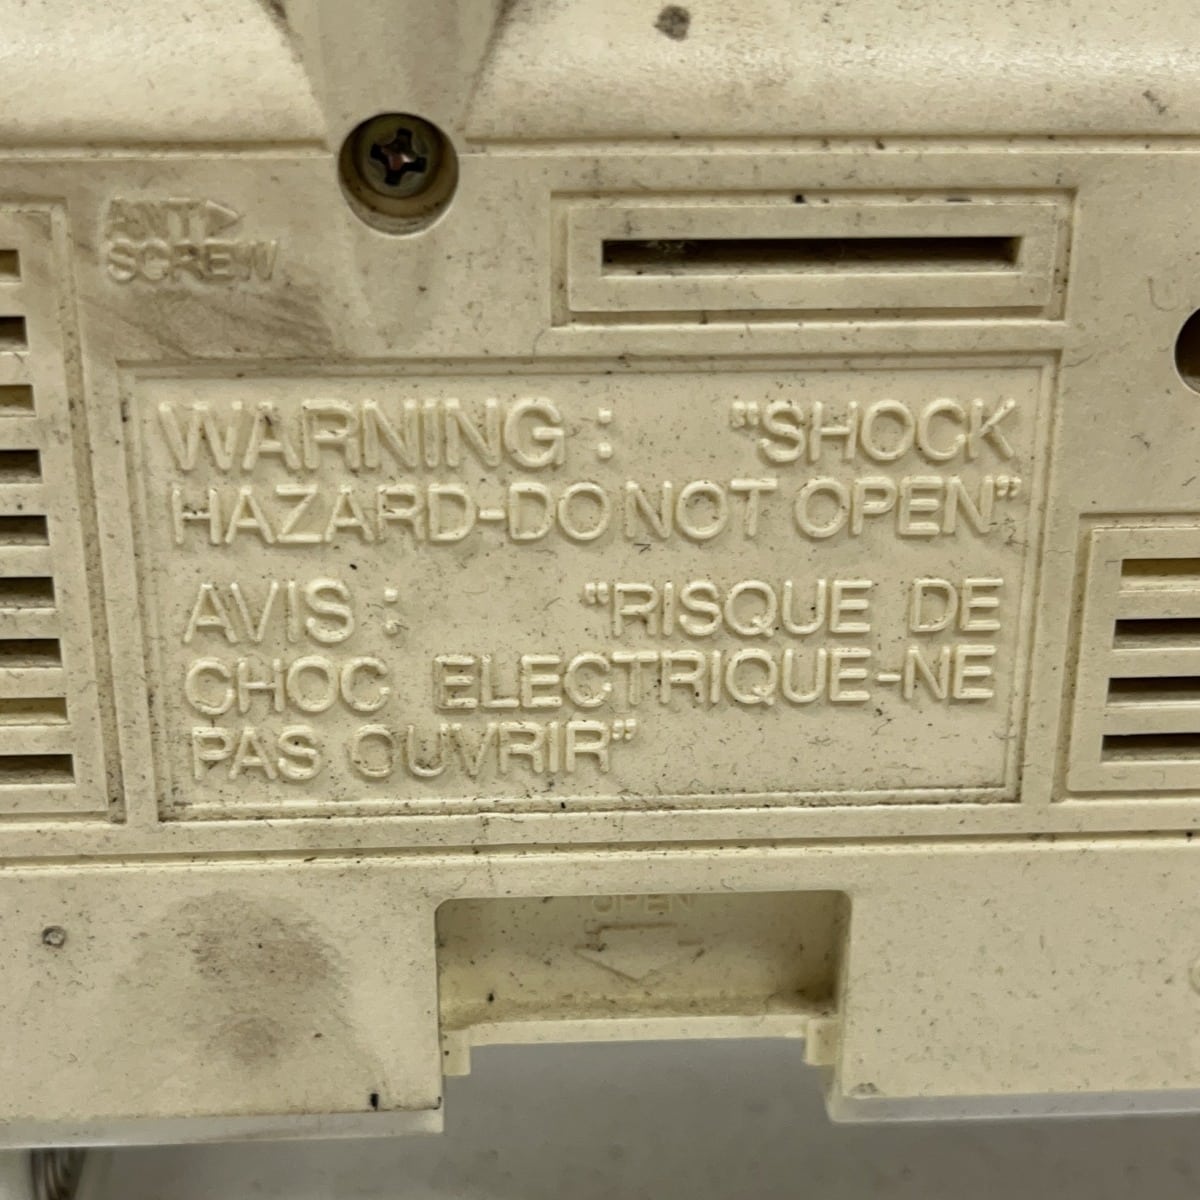 ANT
SCREW
WARNING : "SHOCK
HAZARD-DO NOT OPEN"
AVIS : "RISQUE DE
CHOC ELECTRIQUE-NE
PAS OUVRIR"
OPEN